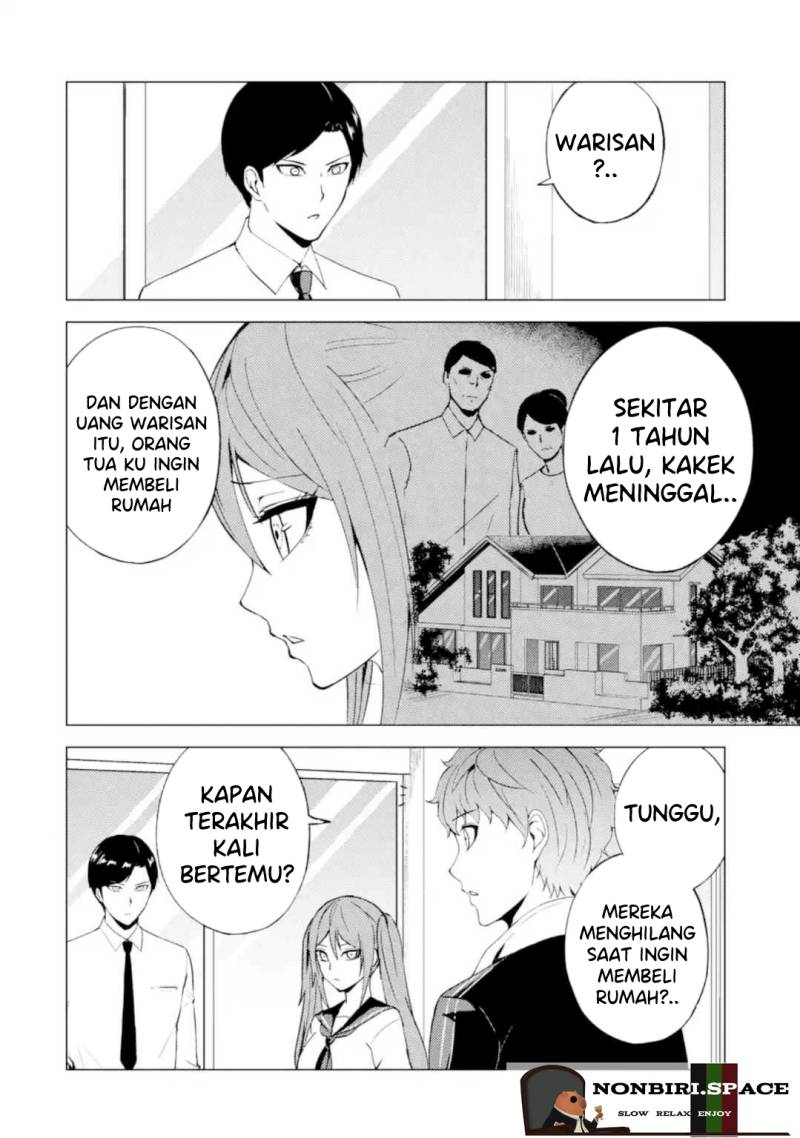 WARISAN
?..
SEKITAR
1 TAHUN
LALU, KAKEK
MENINGGAL..
DAN DENGAN
UANG WARISAN
ITU, ORANG
TUA KU INGIN
MEMBELI
RUMAH
TUNGGU,
MEREKA
MENGHILANG
SAAT INGIN
MEMBELI
RUMAH?..
KAPAN
TERAKHIR
KALI
BERTEMU?
NONBIRI.SPACE
SLOW RELAX ENJOY